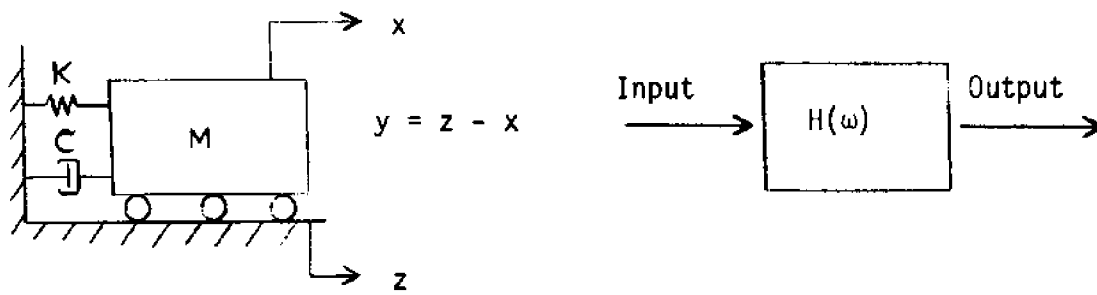 x
K
C
M
y = z - x
z
Input
H(ω)
Output